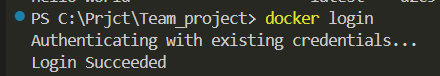 PS C:\Prjct\Team_project> docker login
Authenticating with existing credentials...
Login Succeeded